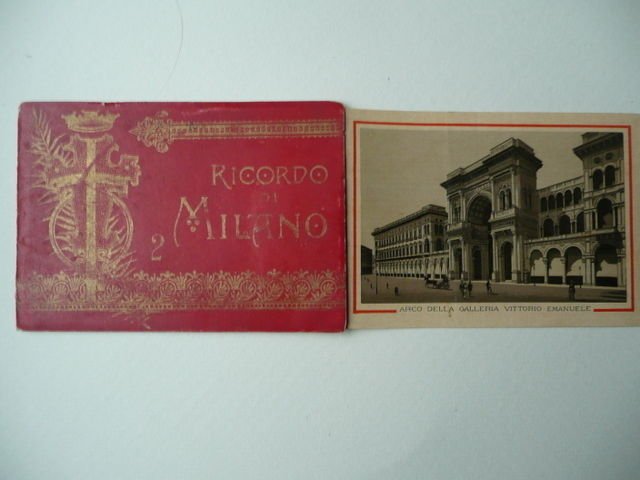 RICORDO
DI
MILANO
2
ARCO DELLA GALLERIA VITTORIO EMANUELE